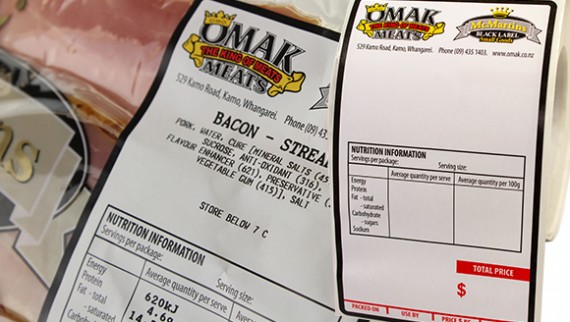 OMAK
THE KING OF MEATS
MEATS
529 Kamo Road, Kamo, Whangarei. Phone (09) 43
BACON - STREA
PORK, WATER, CURE [MINERAL SALTS (45
SUCROSE, ANTI-OXIDANT (316),
FLAVOUR ENHANCER (621), PRESERVATIVE (
VEGETABLE GUM (415)], SALT
STORE BELOW 7 C
NUTRITION INFORMATION
Servings per package: Serving size:
Average quantity per serve Average quantity
Energy 620kJ
Protein 4.6g
Fat - total
- saturated
Carbohydrate
OMAK
THE KING OF MEATS
MEATS
McMartins
BLACK LABEL
Small Goods
529 Kamo Road, Kamo, Whangarei. Phone (09) 435 1403. www.omak.co.nz
NUTRITION INFORMATION
Servings per package: Serving size:
Average quantity per serve Average quantity per 100g
Energy
Protein
Fat - total
- saturated
Carbohydrate
- sugars
Sodium
TOTAL PRICE
$
PACKED ON USE BY